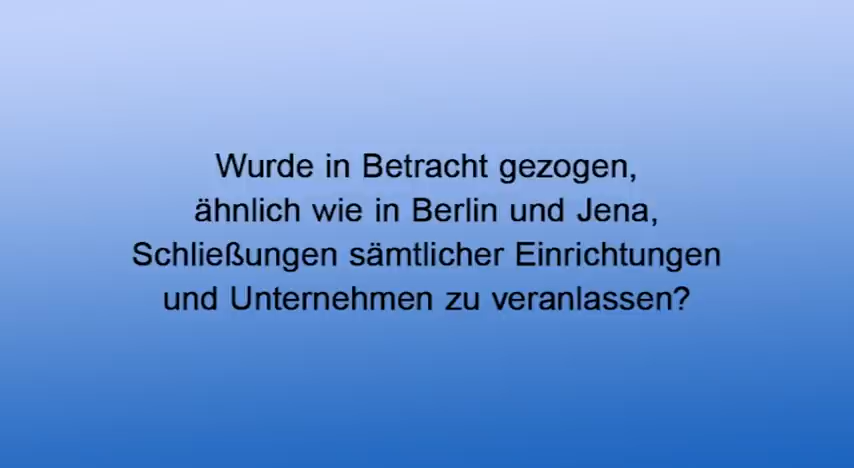 Wurde in Betracht gezogen,
ähnlich wie in Berlin und Jena,
Schließungen sämtlicher Einrichtungen
und Unternehmen zu veranlassen?